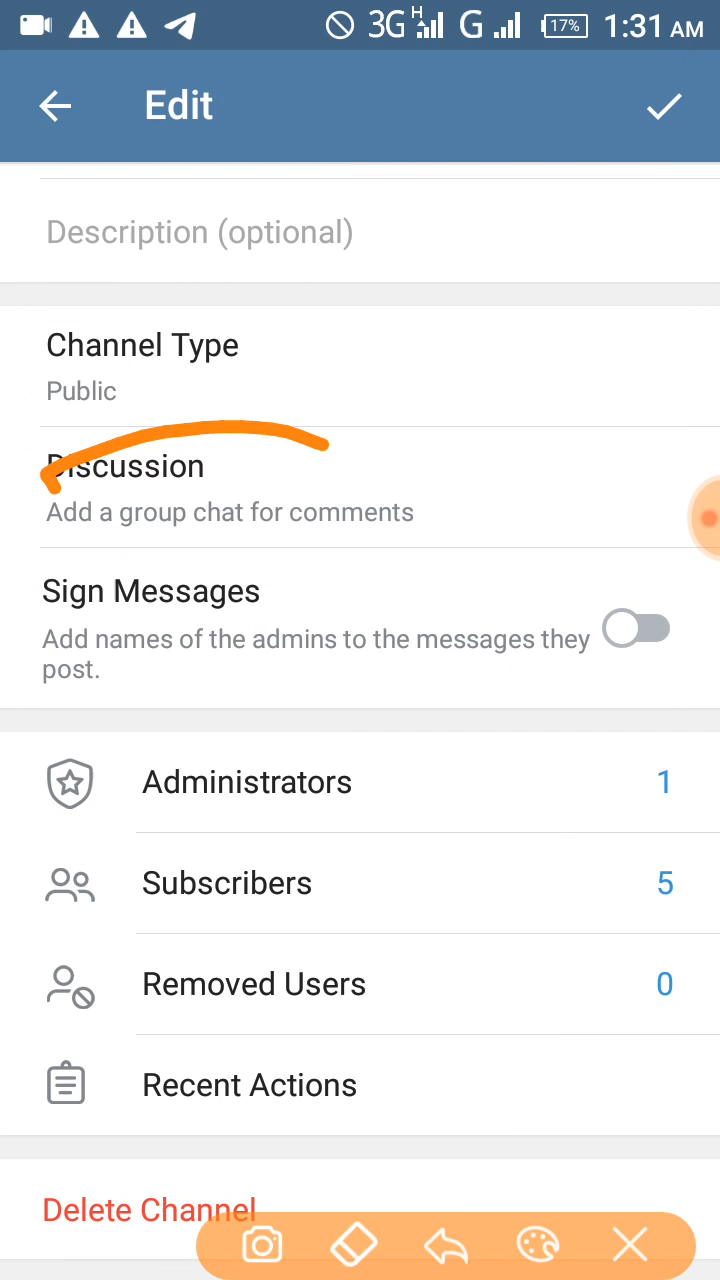 3G H G 17% 1:31 AM
Edit
Description (optional)
Channel Type
Public
Discussion
Add a group chat for comments
Sign Messages
Add names of the admins to the messages they
post.
Administrators 1
Subscribers 5
Removed Users 0
Recent Actions
Delete Channel